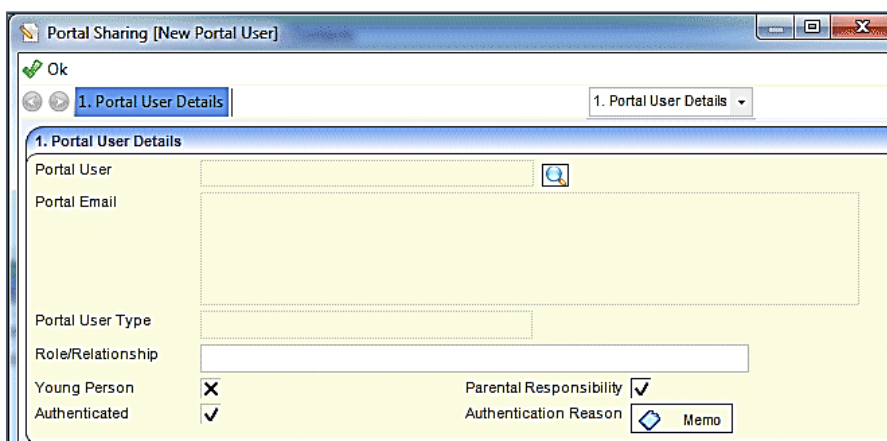 Portal Sharing [New Portal User]
Ok
1. Portal User Details 1. Portal User Details
1. Portal User Details
Portal User
Portal Email
Portal User Type
Role/Relationship
Young Person Parental Responsibility
Authenticated Authentication Reason Memo